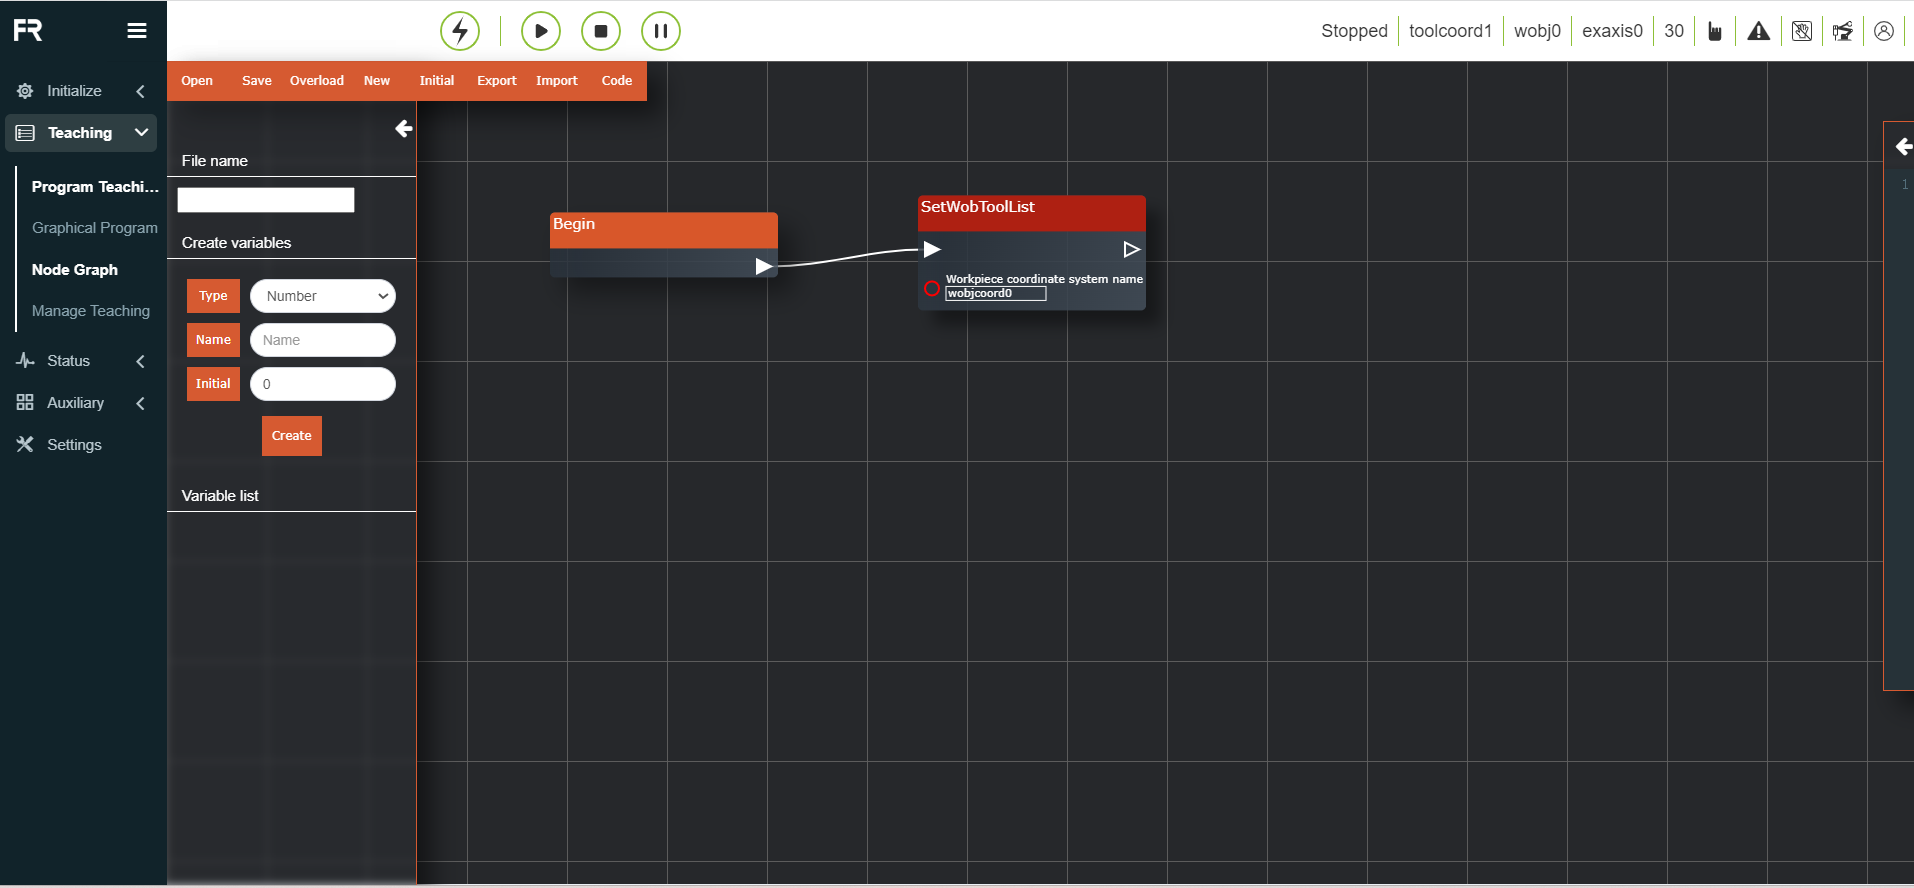 FR
Stopped toolcoord1 wobj0 exaxis0 30
Open Save Overload New Initial Export Import Code
Initialize
Teaching
Program Teachi...
Graphical Program
Node Graph
Manage Teaching
Status
Auxiliary
Settings
File name
Create variables
Type Number
Name Name
Initial 0
Create
Variable list
Begin
SetWobToolList
Workpiece coordinate system name
wobjcoord0
1